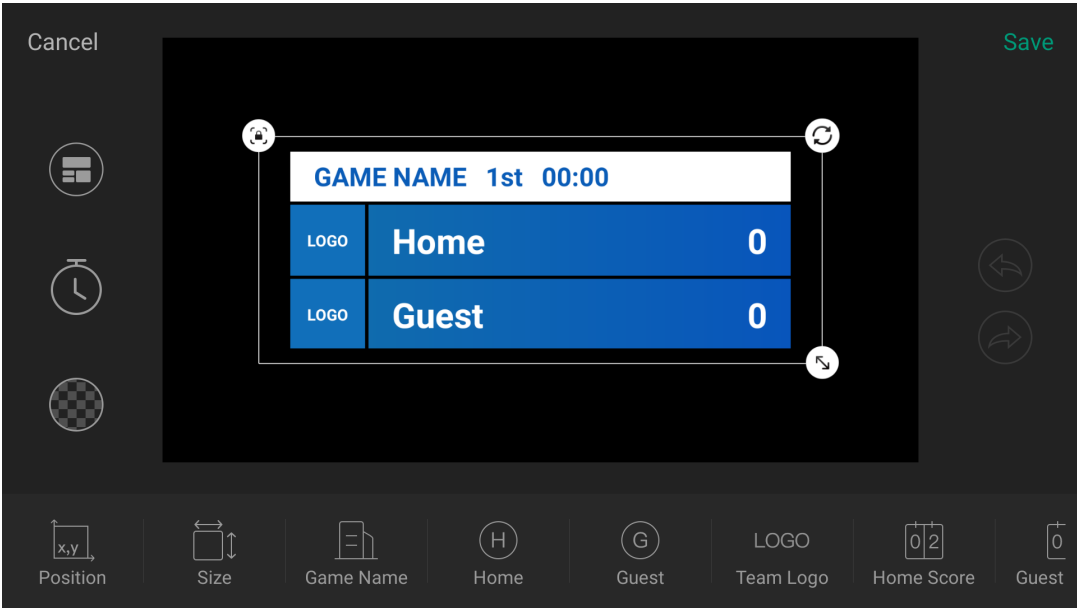 Cancel
Save
GAME NAME 1st 00:00
LOGO Home 0
LOGO Guest 0
x,y
H
G
LOGO
0 2
0
Position
Size
Game Name
Home
Guest
Team Logo
Home Score
Guest